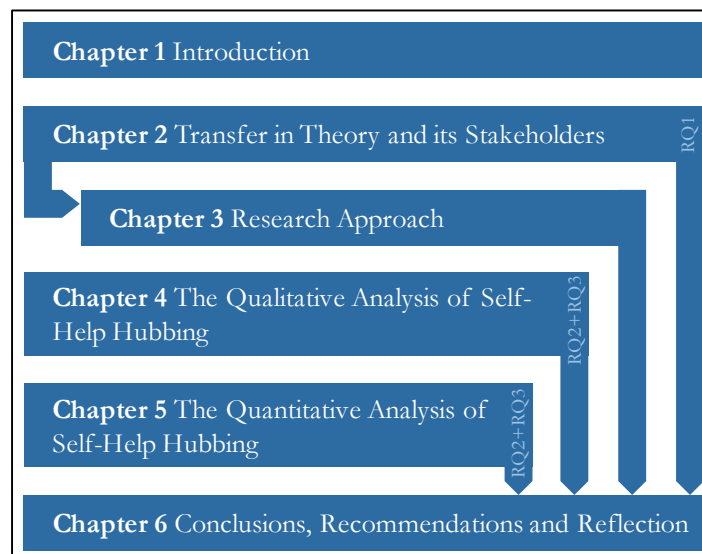 Chapter 1 Introduction
Chapter 2 Transfer in Theory and its Stakeholders
RQ1
Chapter 3 Research Approach
Chapter 4 The Qualitative Analysis of Self-
Help Hubbing
RQ2+RQ3
Chapter 5 The Quantitative Analysis of
Self-Help Hubbing
RQ2+RQ3
Chapter 6 Conclusions, Recommendations and Reflection